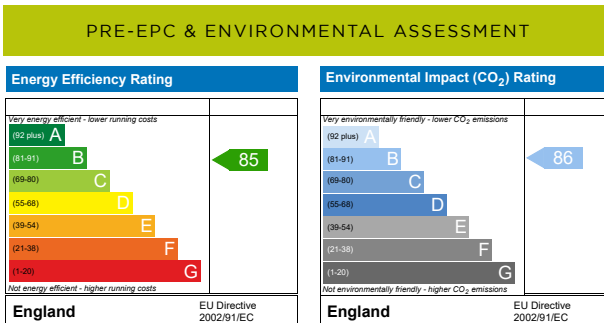 PRE-EPC & ENVIRONMENTAL ASSESSMENT
Energy Efficiency Rating
Very energy efficient - lower running costs
(92 plus) A
(81-91) B
85
(69-80) C
(55-68) D
(39-54) E
(21-38) F
(1-20) G
Not energy efficient - higher running costs
England
EU Directive
2002/91/EC
Environmental Impact (CO₂) Rating
Very environmentally friendly - lower CO₂ emissions
(92 plus) A
(81-91) B
86
(69-80) C
(55-68) D
(39-54) E
(21-38) F
(1-20) G
Not environmentally friendly - higher CO₂ emissions
England
EU Directive
2002/91/EC